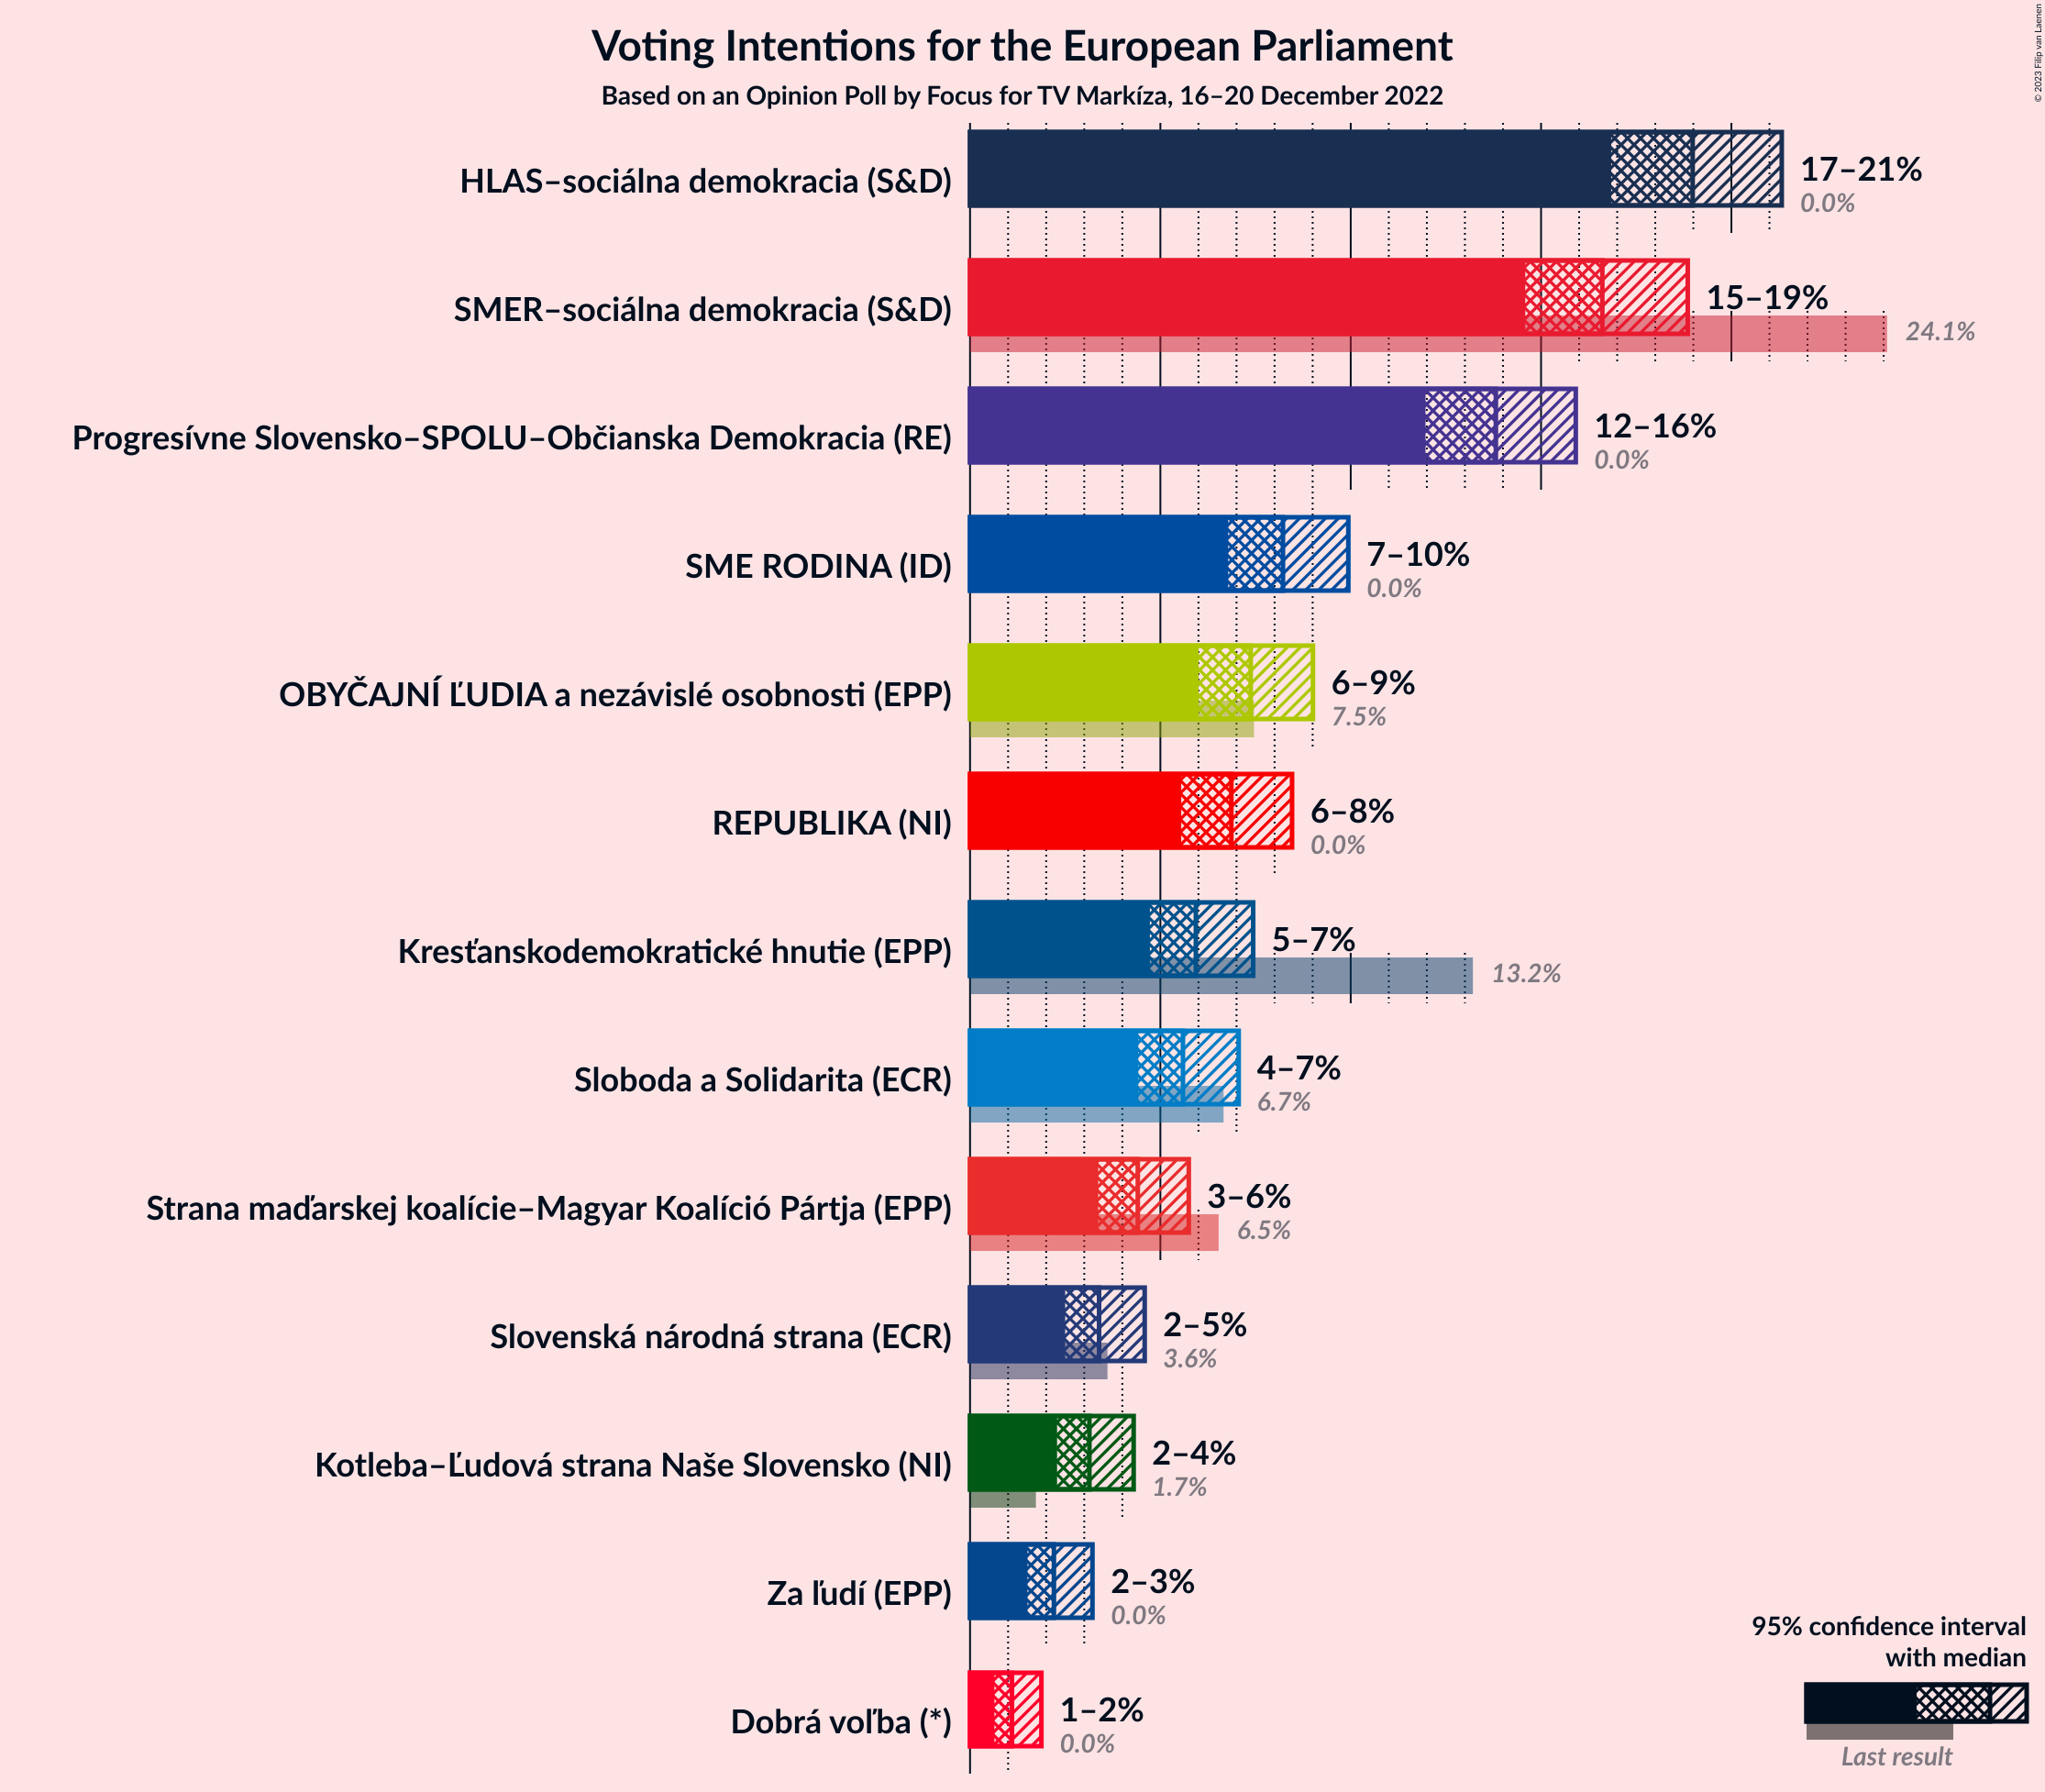 Voting Intentions for the European Parliament
Based on an Opinion Poll by Focus for TV Markíza, 16–20 December 2022
© 2023 Filip van Laenen
HLAS–sociálna demokracia (S&D)
17–21%
0.0%
SMER–sociálna demokracia (S&D)
15–19%
24.1%
Progresívne Slovensko–SPOLU–Občianska Demokracia (RE)
12–16%
0.0%
SME RODINA (ID)
7–10%
0.0%
OBYČAJNÍ ĽUDIA a nezávislé osobnosti (EPP)
6–9%
7.5%
REPUBLIKA (NI)
6–8%
0.0%
Kresťanskodemokratické hnutie (EPP)
5–7%
13.2%
Sloboda a Solidarita (ECR)
4–7%
6.7%
Strana maďarskej koalície–Magyar Koalíció Pártja (EPP)
3–6%
6.5%
Slovenská národná strana (ECR)
2–5%
3.6%
Kotleba–Ľudová strana Naše Slovensko (NI)
2–4%
1.7%
Za ľudí (EPP)
2–3%
0.0%
Dobrá voľba (*)
1–2%
0.0%
95% confidence interval
with median
Last result